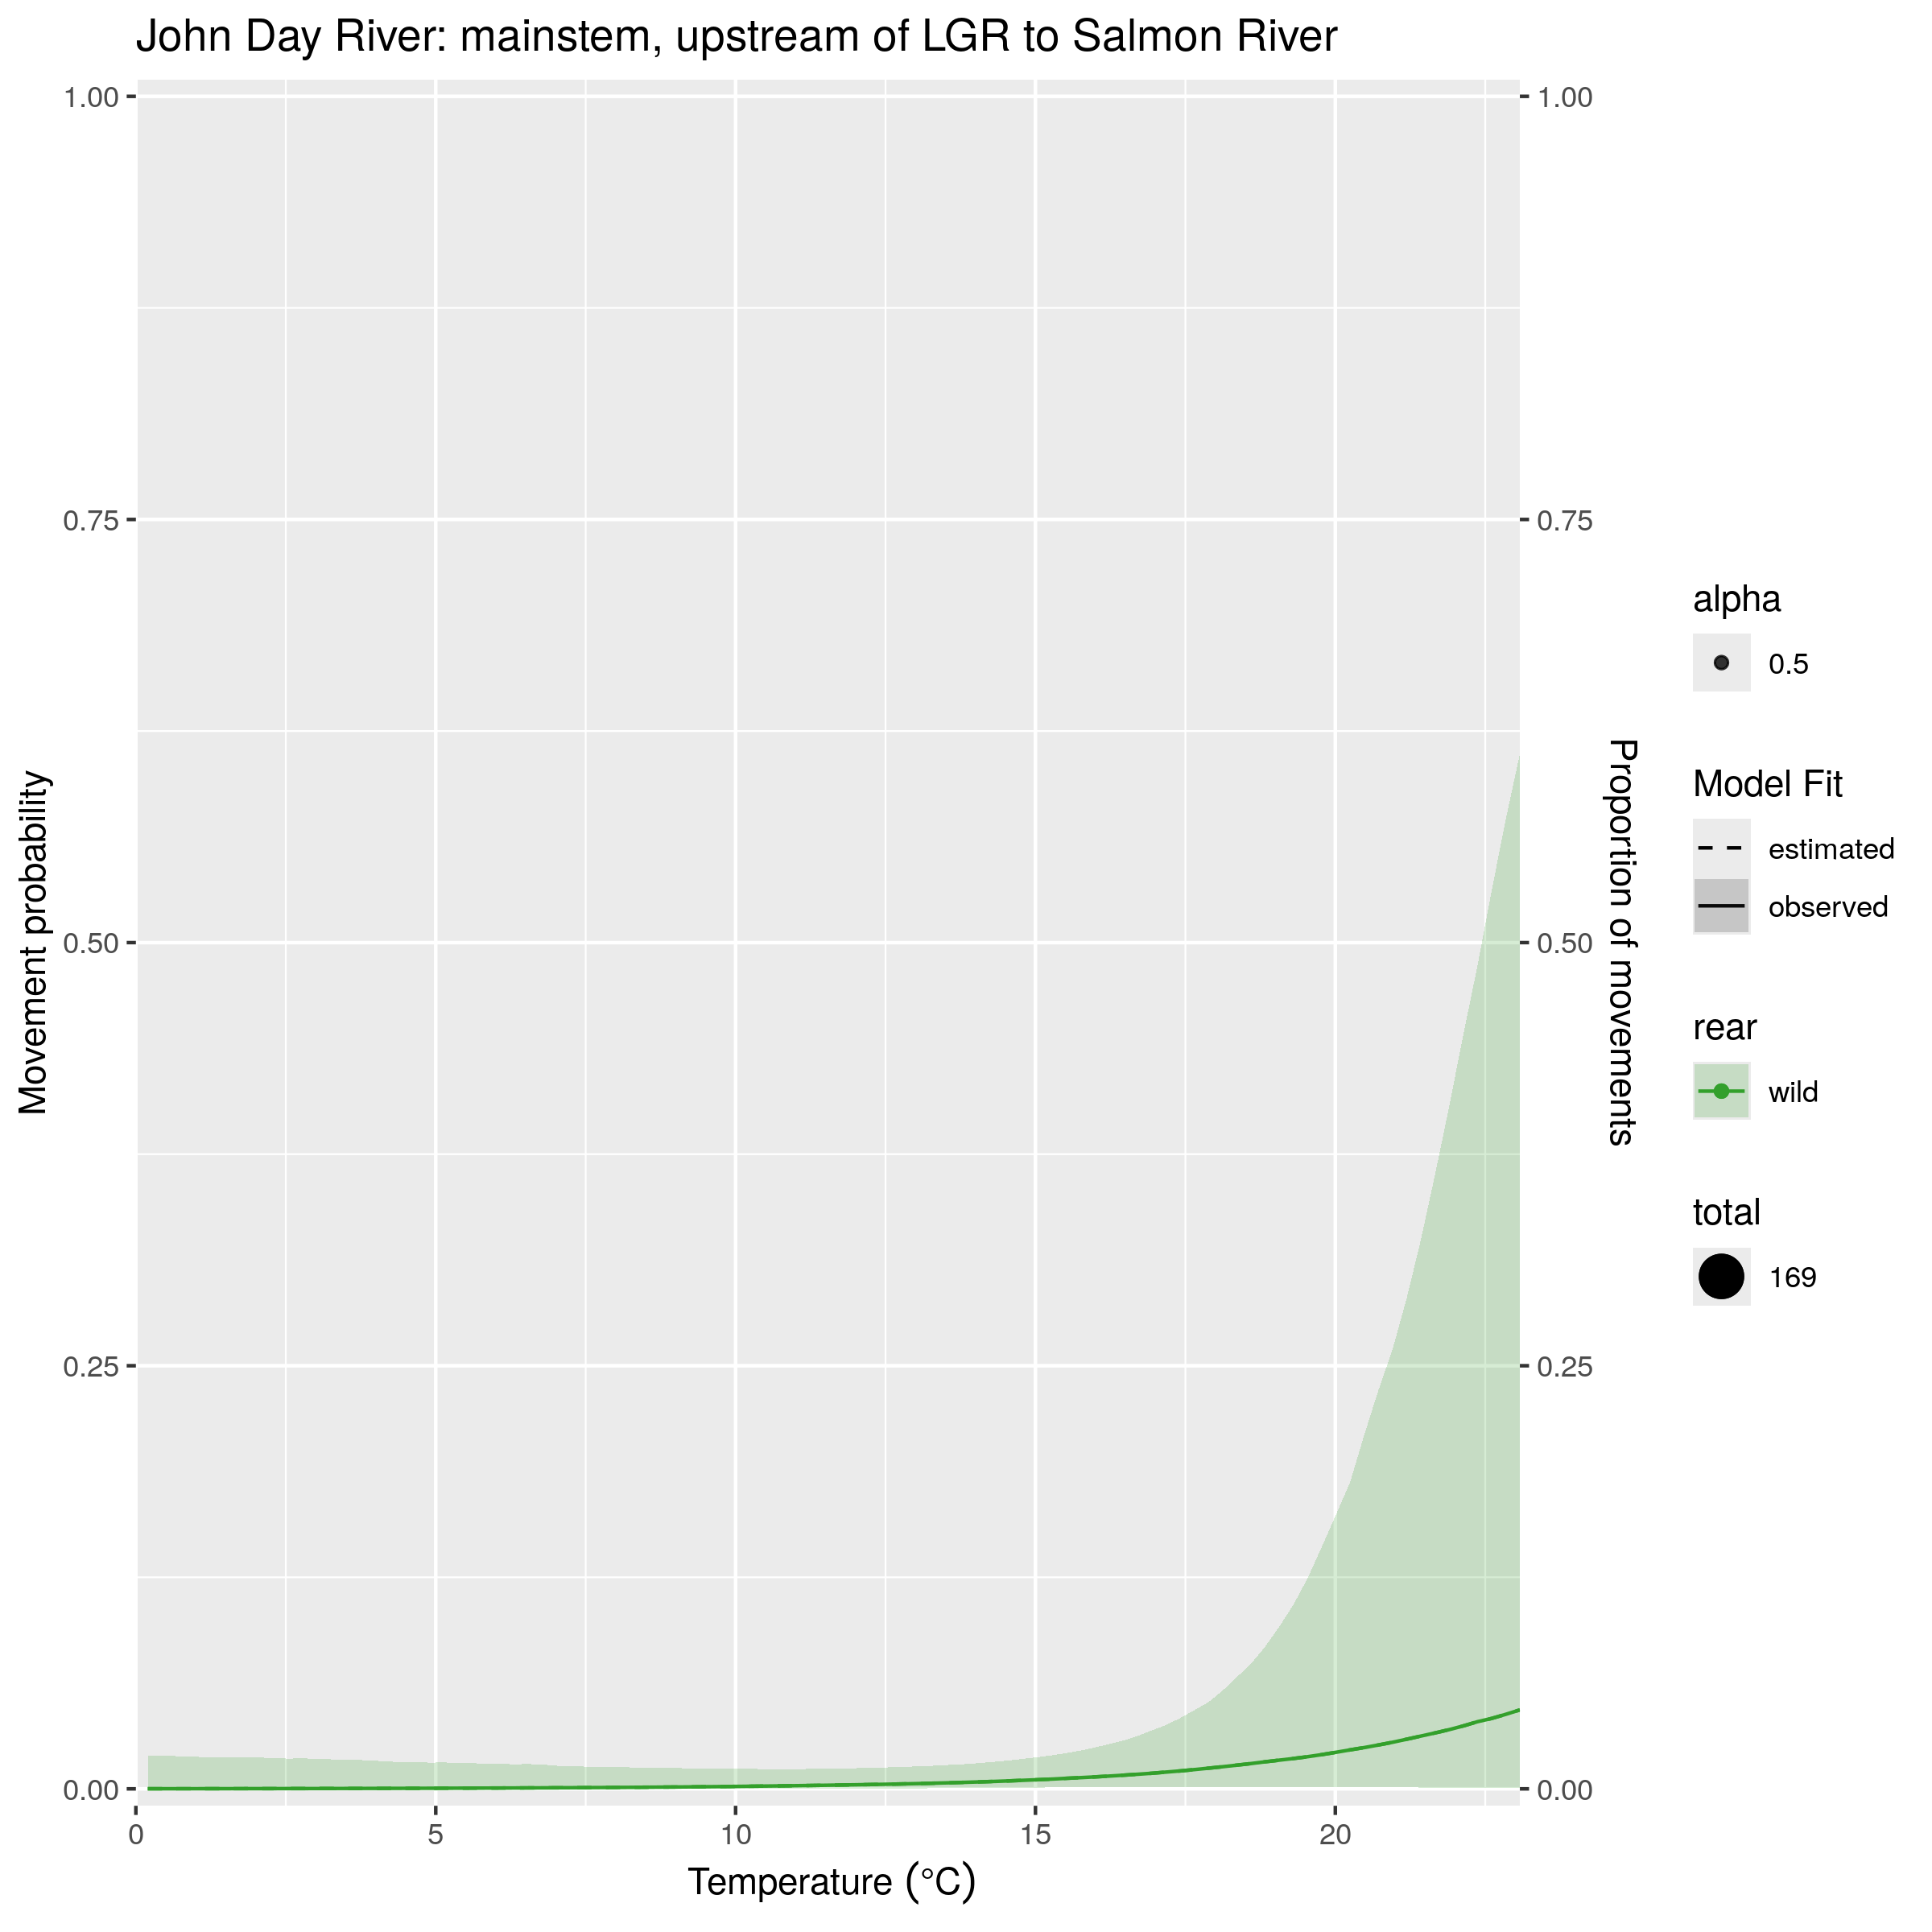 John Day River: mainstem, upstream of LGR to Salmon River
Movement probability
1.00
0.75
0.50
0.25
0.00
0
5
10
15
20
Temperature (°C)
1.00
0.75
0.50
0.25
0.00
Proportion of movements
alpha
0.5
Model Fit
estimated
observed
rear
wild
total
169